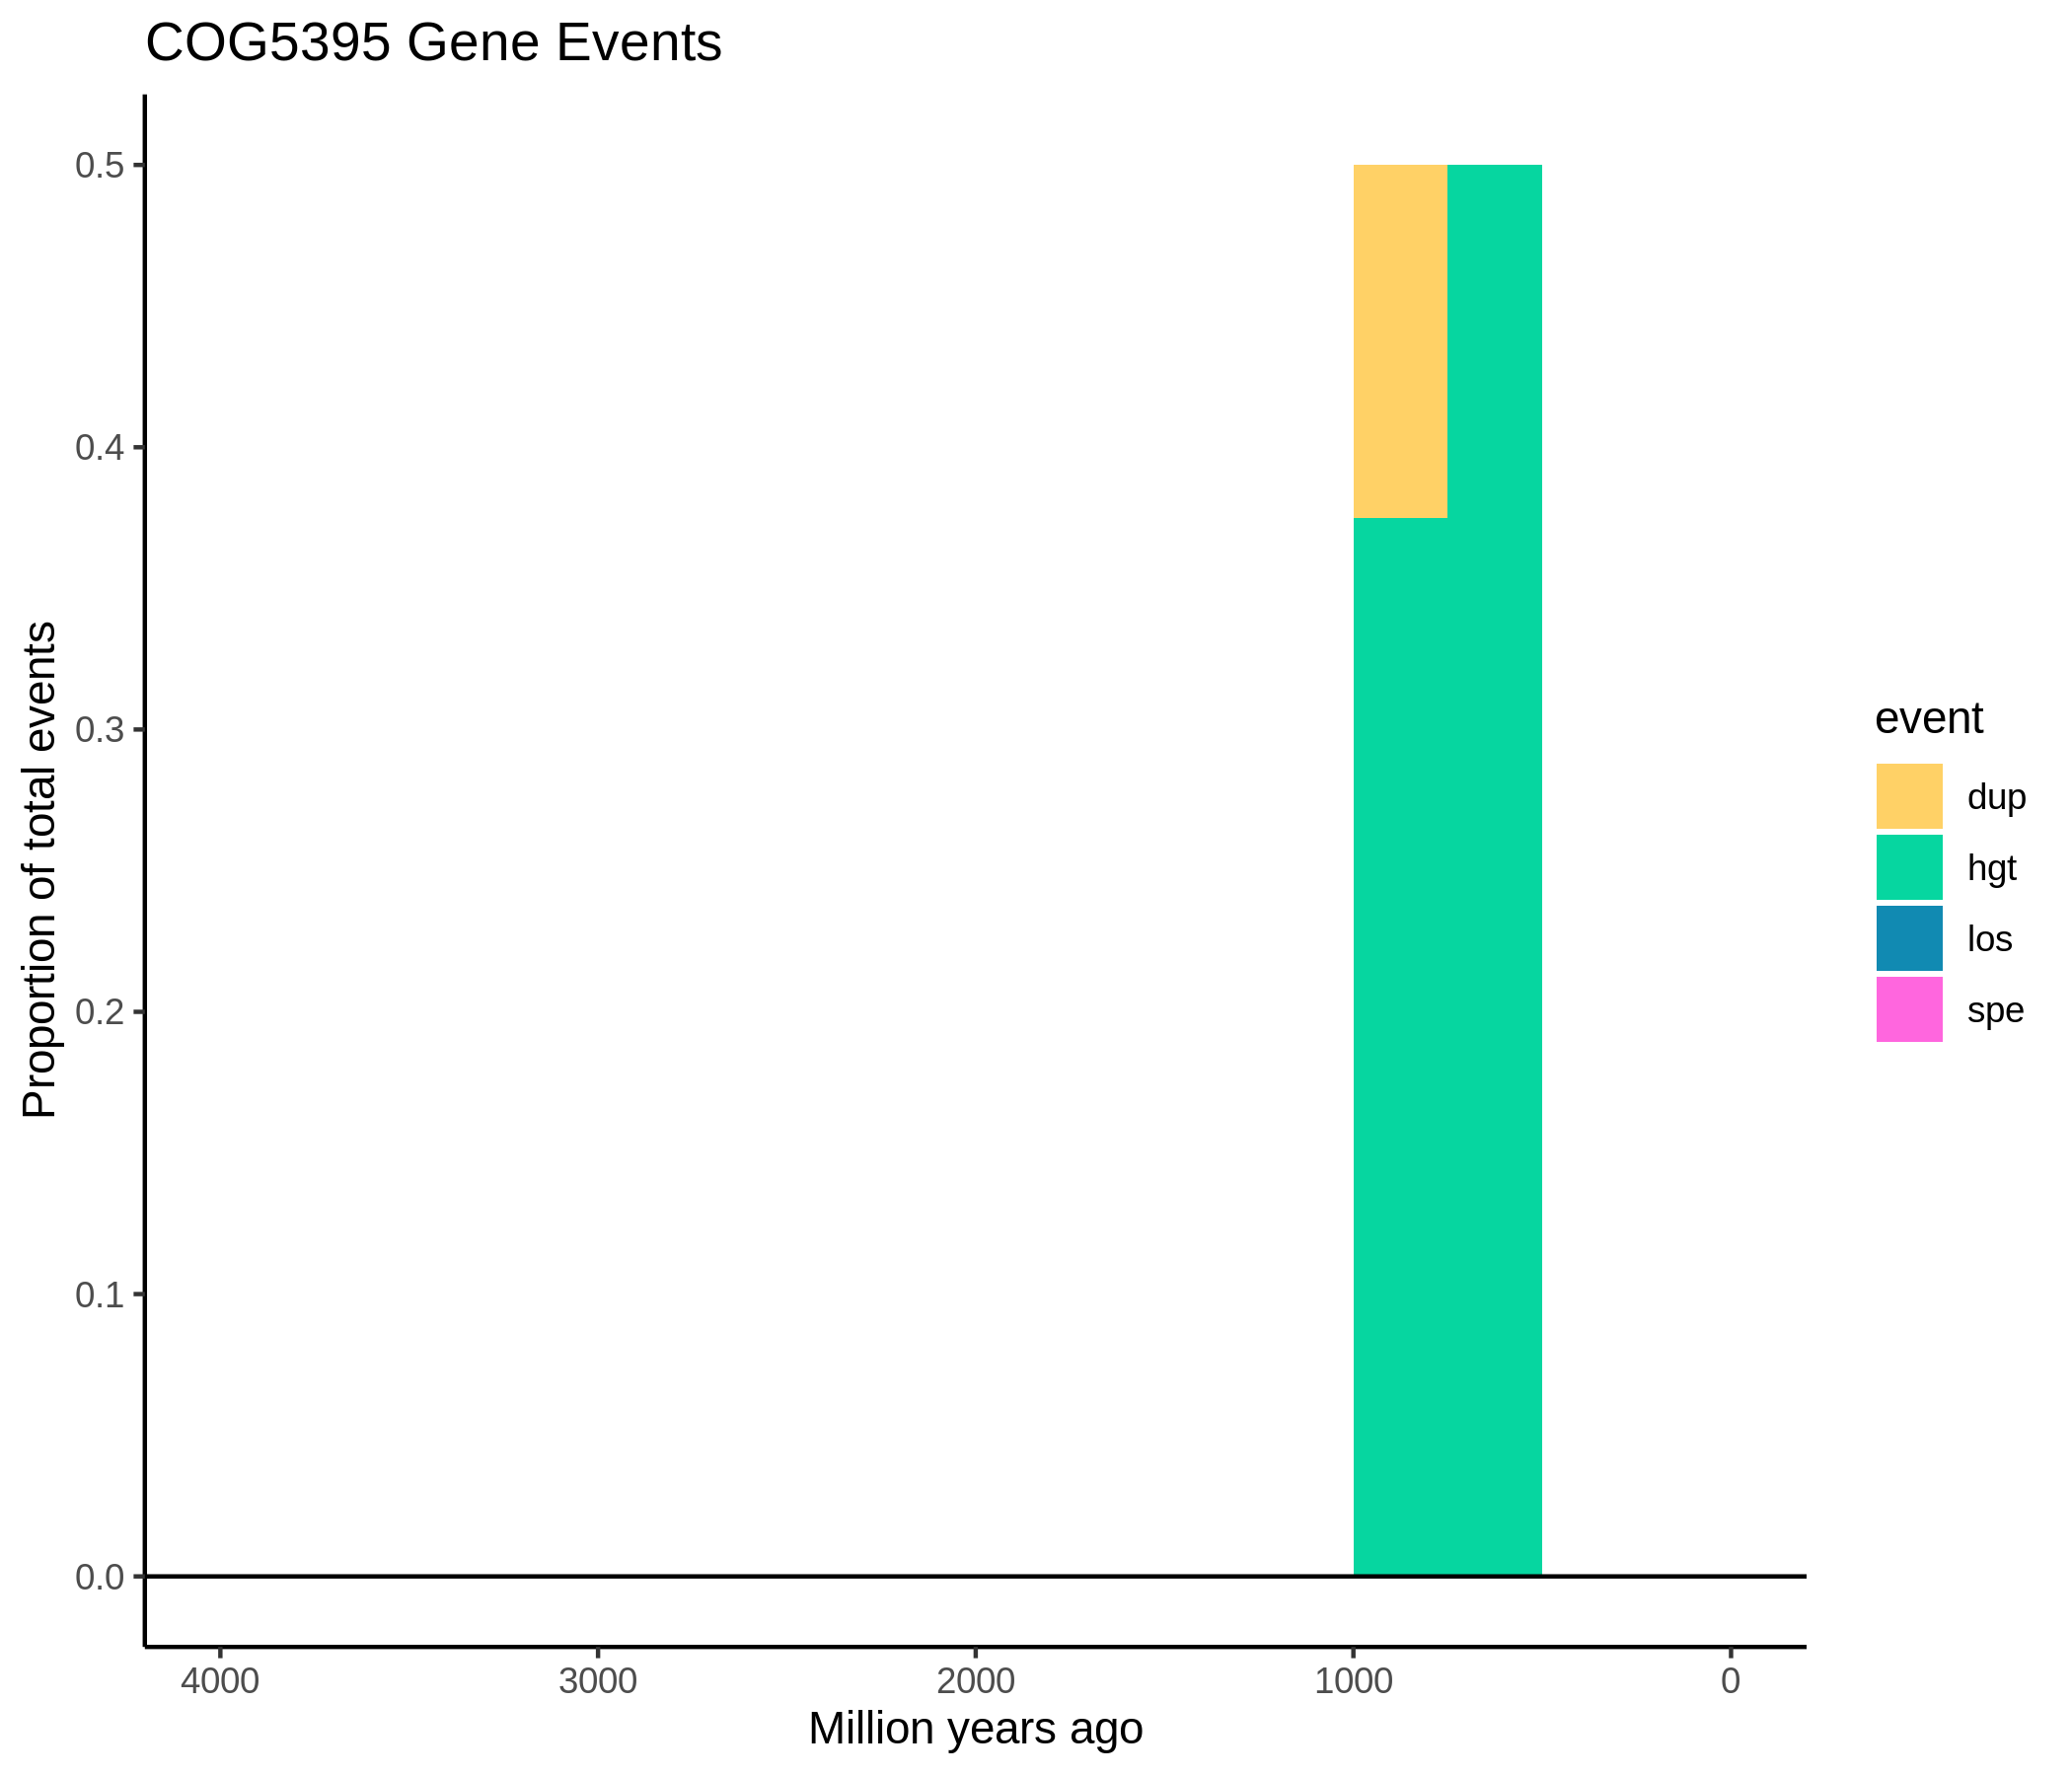 COG5395 Gene Events
0.5
0.4
0.3
0.2
0.1
0.0
Proportion of total events
4000 3000 2000 1000 0
Million years ago
event
dup
hgt
los
spe